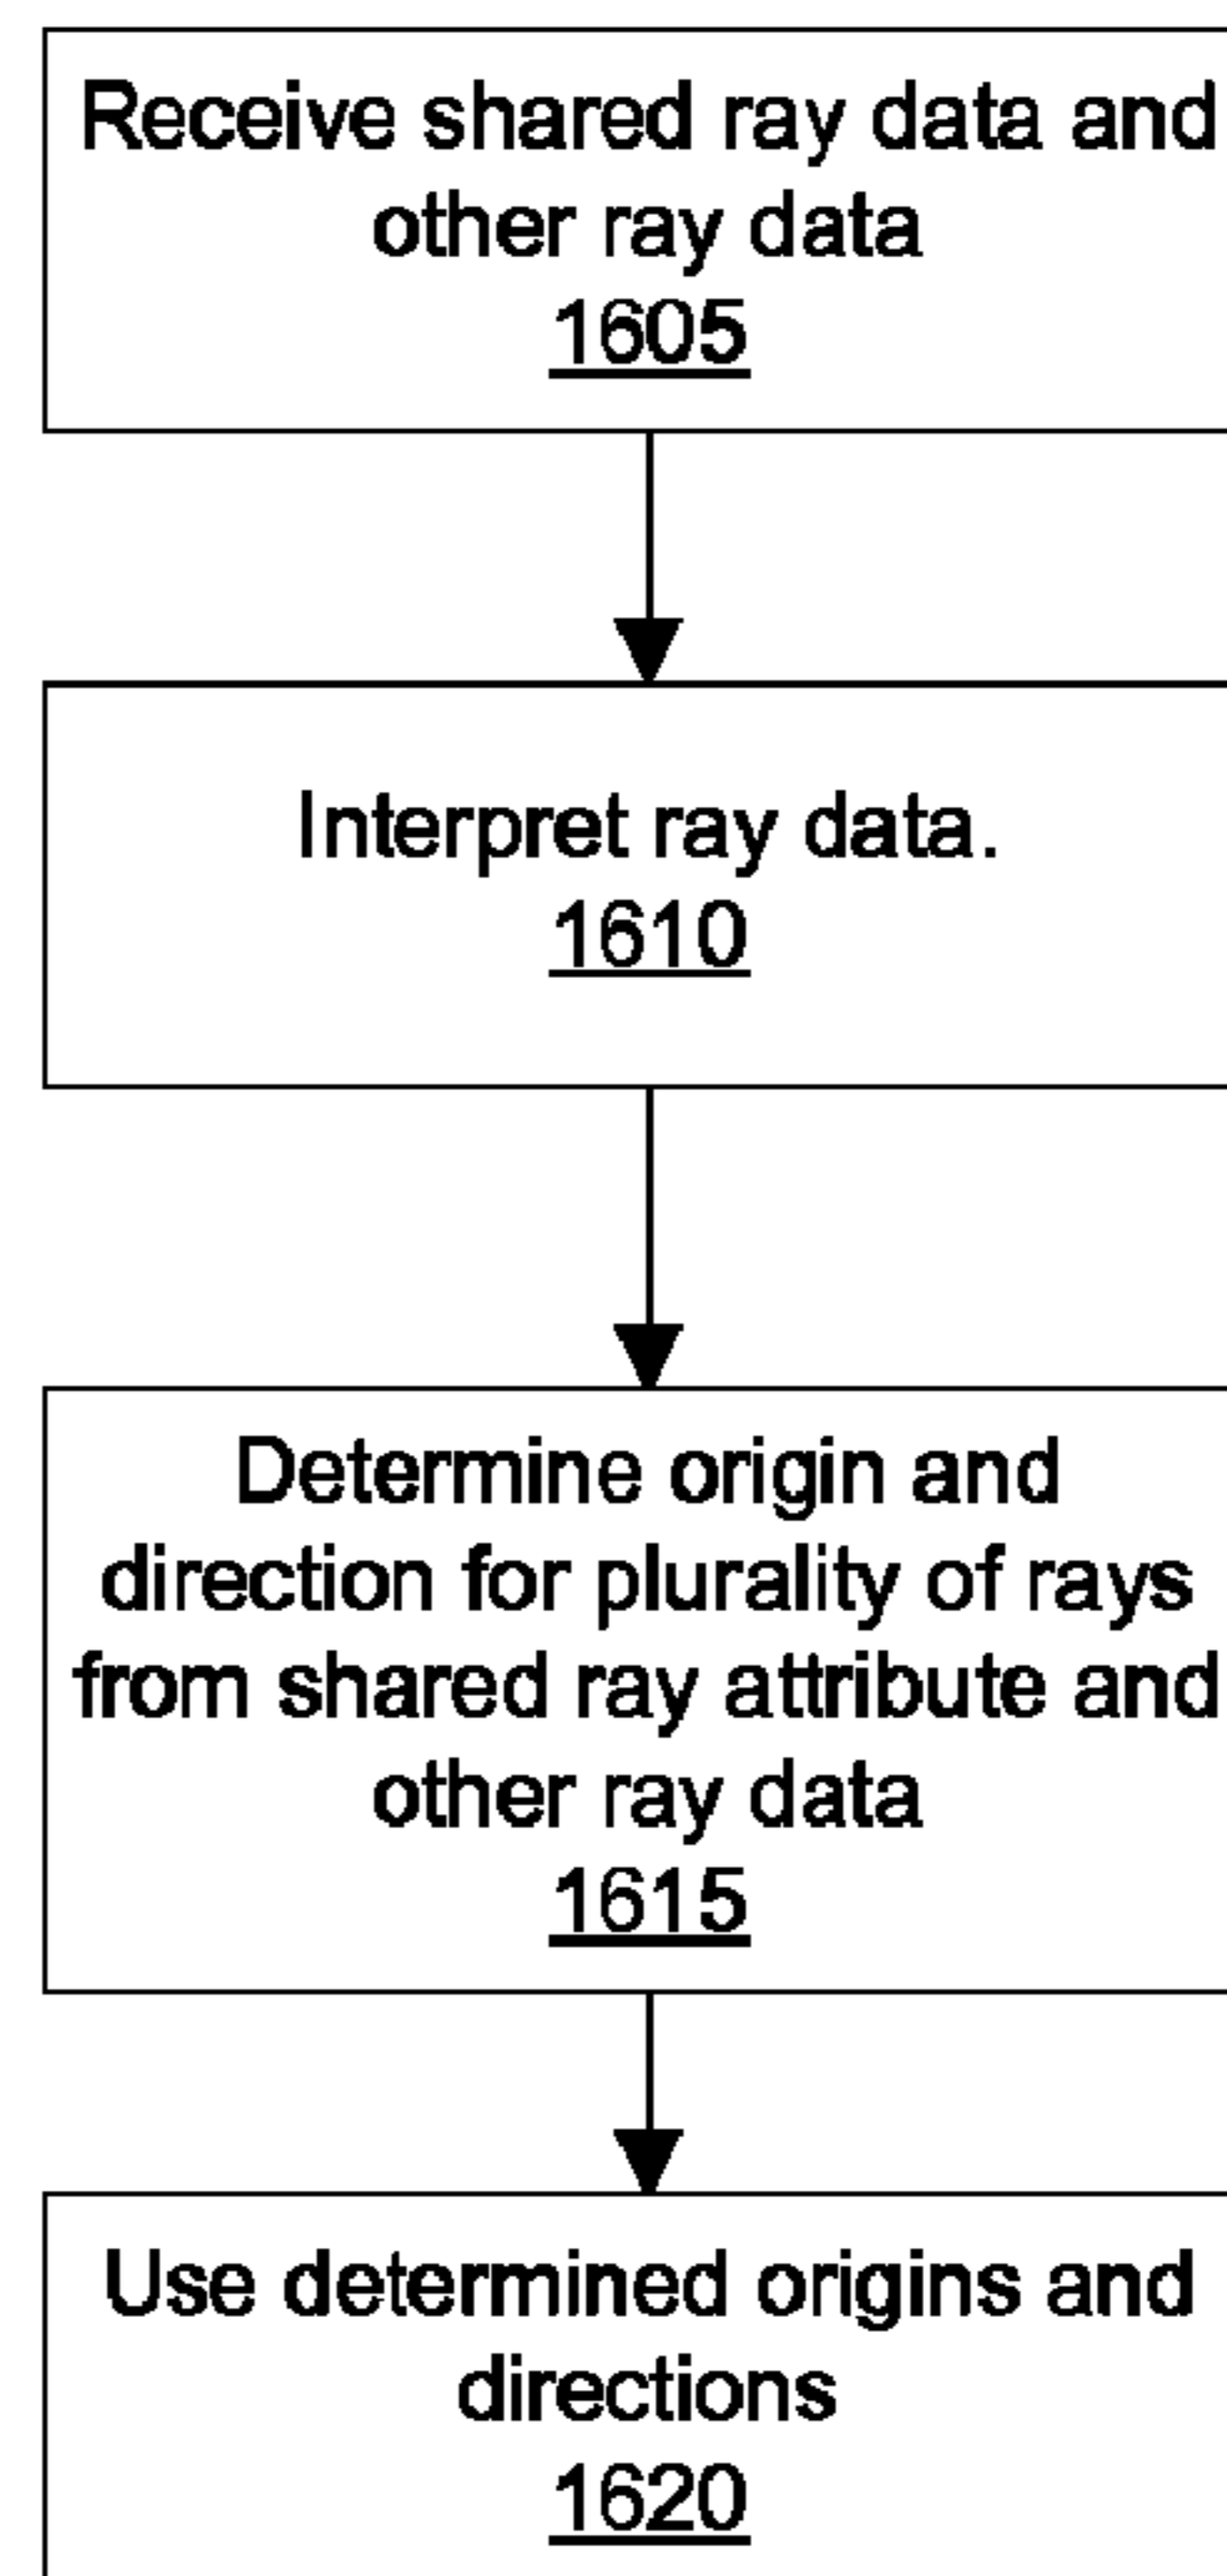 Receive shared ray data and
other ray data
1605
Interpret ray data.
1610
Determine origin and
direction for plurality of rays
from shared ray attribute and
other ray data
1615
Use determined origins and
directions
1620